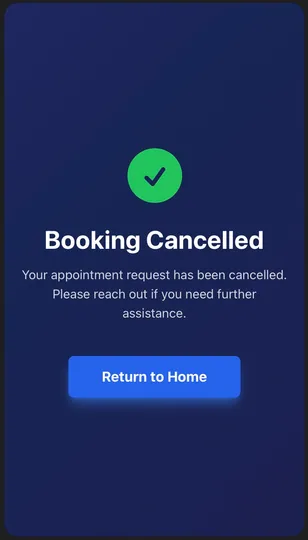 Booking Cancelled
Your appointment request has been cancelled.
Please reach out if you need further
assistance.
Return to Home